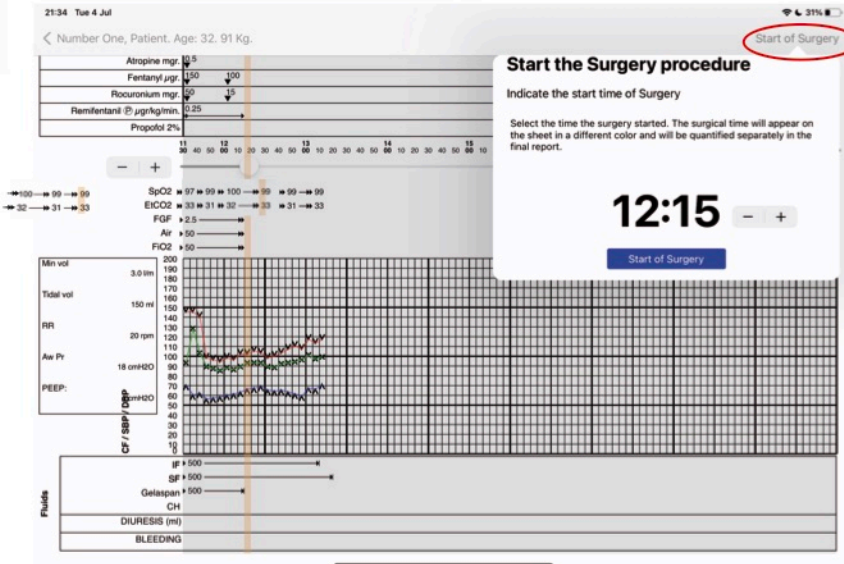 21:34 Tue 4 Jul
31%
Number One, Patient. Age: 32. 91 Kg.
Start of Surgery
Start the Surgery procedure
Indicate the start time of Surgery
Select the time the surgery started. The surgical time will appear on
the sheet in a different color and will be quantified separately in the
final report.
12:15
− +
Start of Surgery
Atropine mgr. 0.5
Fentanyl µgr. 150 100
Rocuronium mgr. 50 15
Remifentanil Ⓟ µgr/kg/min. 0.25
Propofol 2%
11 12 13 14 15
30 40 50 00 10 20 30 40 50 00 10 20 30 40 50 00 10 20 30 40 50 00 10
− +
100 99 99
32 31 33
SpO2 97 99 100 99 99 99
EtCO2 33 31 32 33 31 33
FGF 2.5
Air 50
FiO2 50
Min vol
3.0 l/m
Tidal vol
150 ml
RR
20 rpm
Aw Pr
18 cmH2O
PEEP:
cmH2O
CF / SBP / DBP
200
190
180
170
160
150
140
130
120
110
100
90
80
70
60
50
40
30
20
10
0
Fluids
IF 500
SF 500
Gelaspan 500
CH
DIURESIS (ml)
BLEEDING